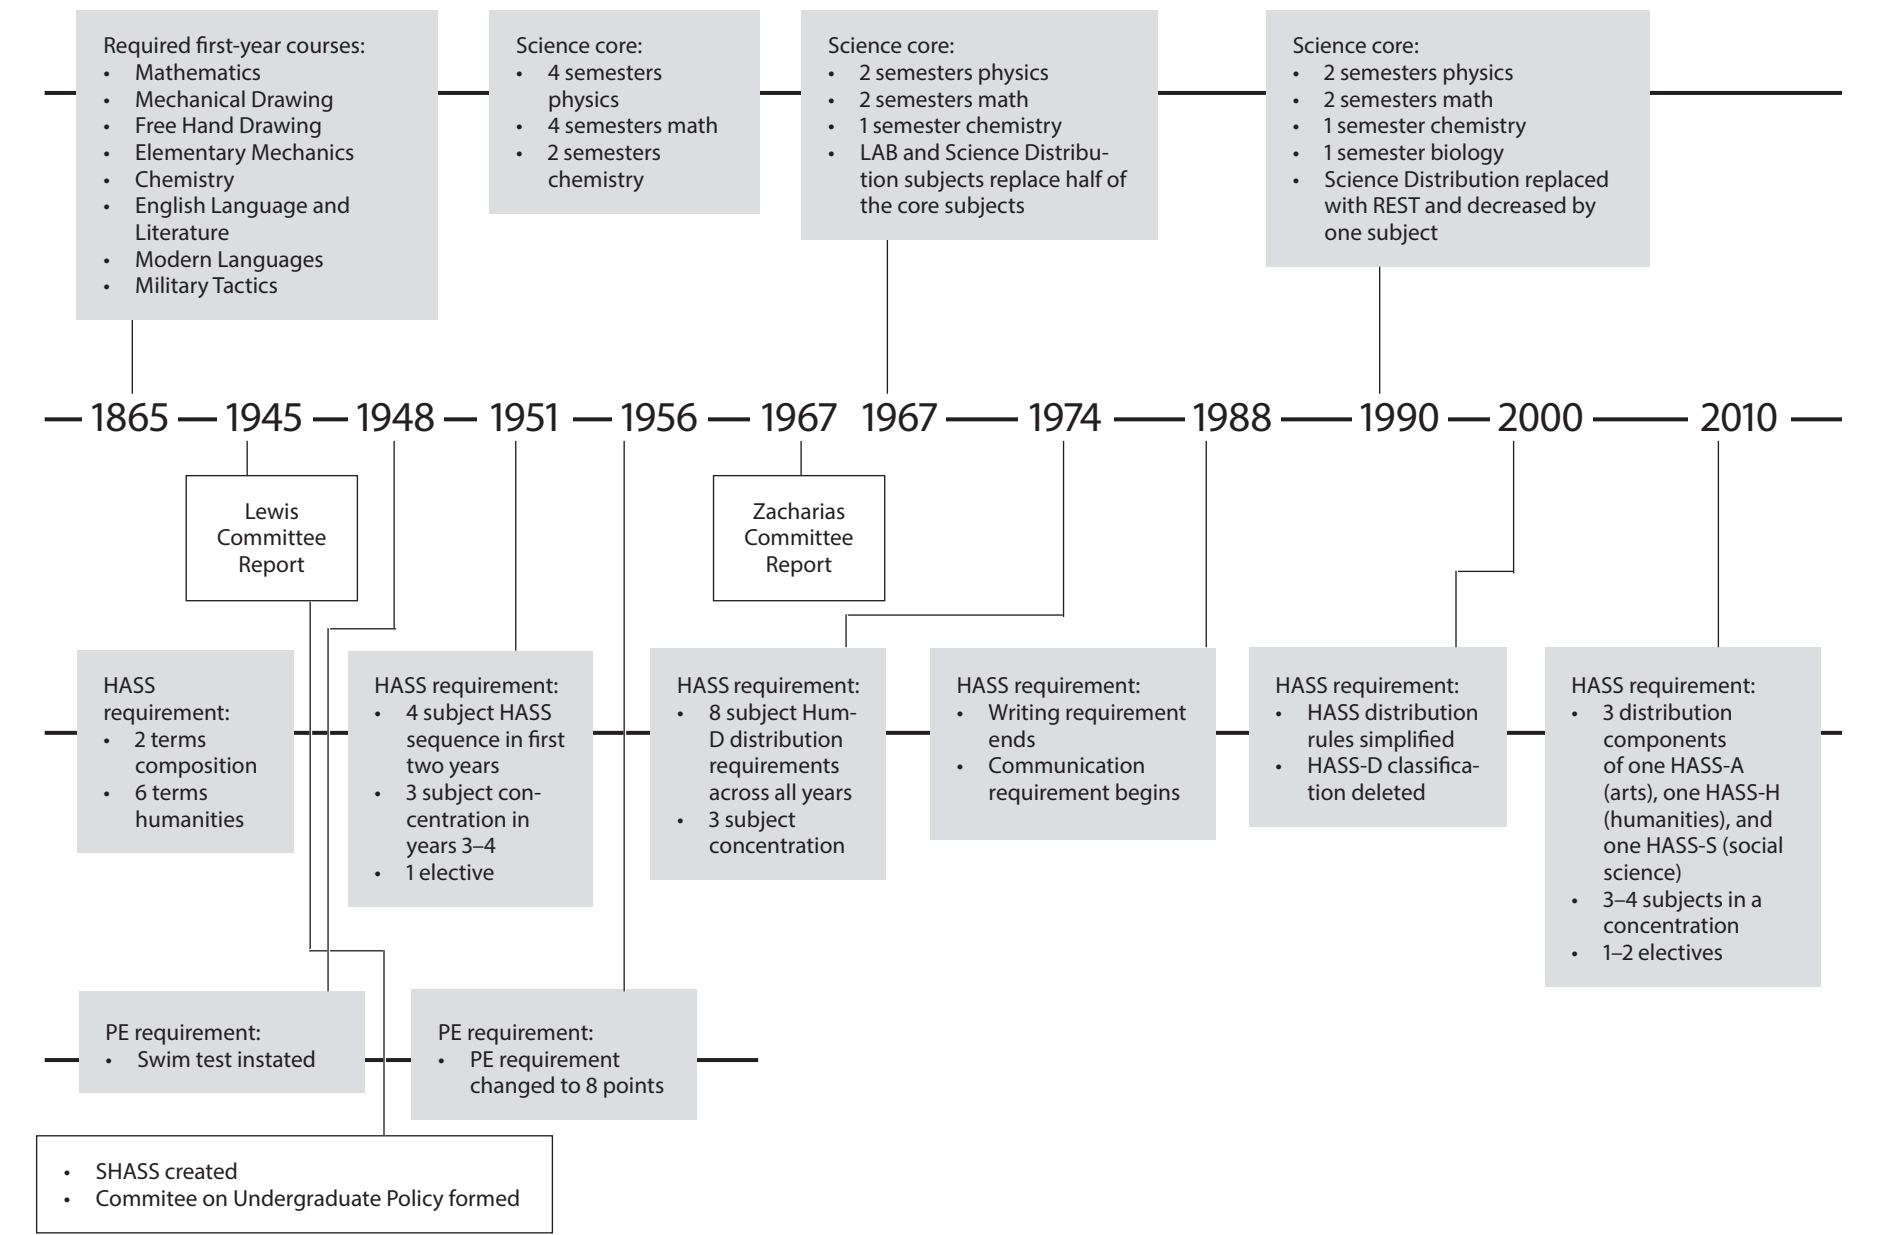 Required first-year courses:
• Mathematics
• Mechanical Drawing
• Free Hand Drawing
• Elementary Mechanics
• Chemistry
• English Language and
Literature
• Modern Languages
• Military Tactics
Science core:
• 4 semesters
physics
• 4 semesters math
• 2 semesters
chemistry
Science core:
• 2 semesters physics
• 2 semesters math
• 1 semester chemistry
• LAB and Science Distribu-
tion subjects replace half of
the core subjects
Science core:
• 2 semesters physics
• 2 semesters math
• 1 semester chemistry
• 1 semester biology
• Science Distribution replaced
with REST and decreased by
one subject
1865 1945 1948 1951 1956 1967 1967 1974 1988 1990 2000 2010
Lewis
Committee
Report
Zacharias
Committee
Report
HASS
requirement:
• 2 terms
composition
• 6 terms
humanities
HASS requirement:
• 4 subject HASS
sequence in first
two years
• 3 subject con-
centration in
years 3–4
• 1 elective
HASS requirement:
• 8 subject Hum-
D distribution
requirements
across all years
• 3 subject
concentration
HASS requirement:
• Writing requirement
ends
• Communication
requirement begins
HASS requirement:
• HASS distribution
rules simplified
• HASS-D classifica-
tion deleted
HASS requirement:
• 3 distribution
components
of one HASS-A
(arts), one HASS-H
(humanities), and
one HASS-S (social
science)
• 3–4 subjects in a
concentration
• 1–2 electives
PE requirement:
• Swim test instated
PE requirement:
• PE requirement
changed to 8 points
• SHASS created
• Commitee on Undergraduate Policy formed